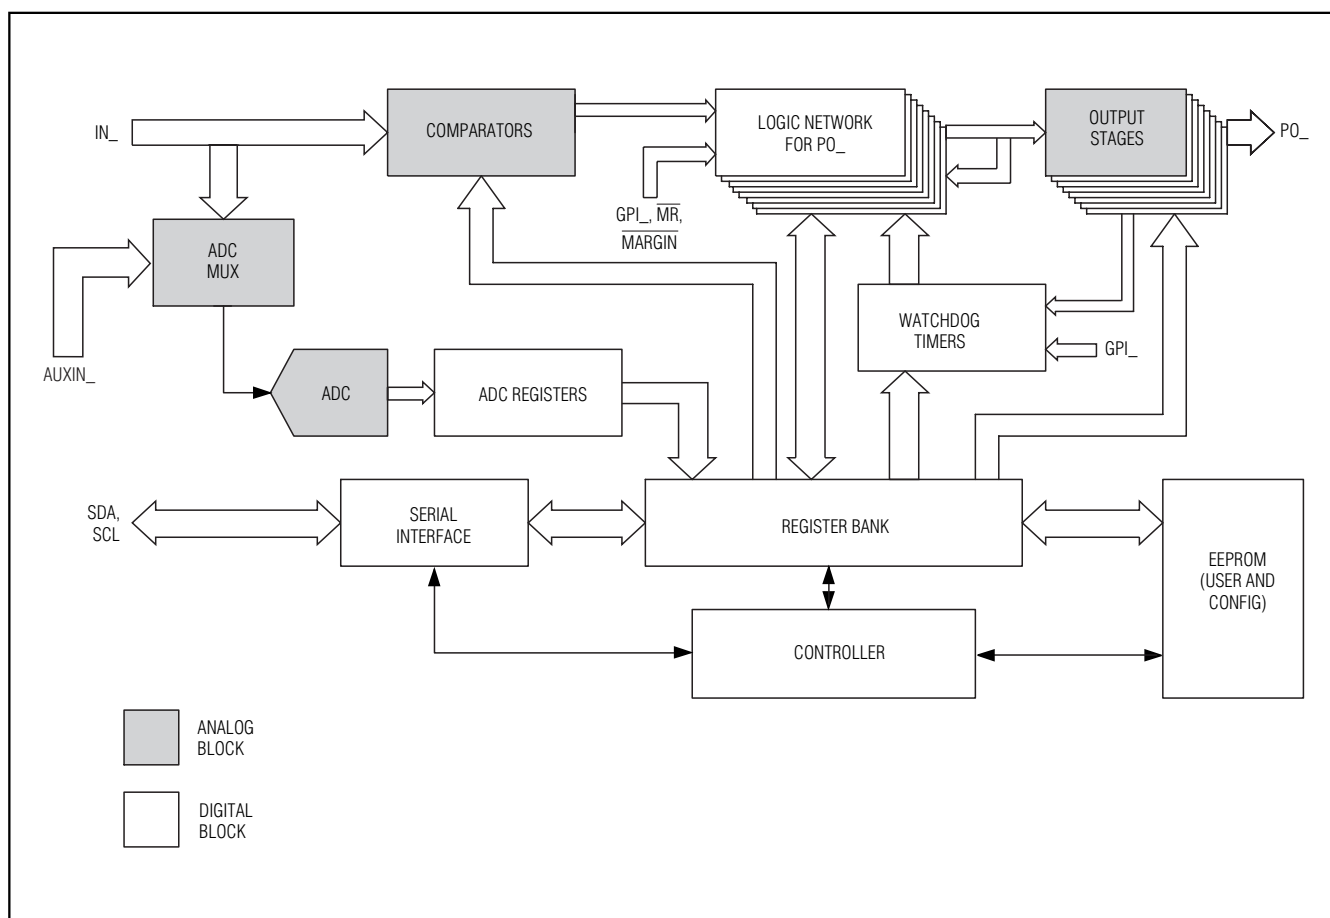 IN_
COMPARATORS
LOGIC NETWORK
FOR PO_
OUTPUT
STAGES
PO_
GPI_, MR,
MARGIN
ADC
MUX
AUXIN_
WATCHDOG
TIMERS
GPI_
ADC
ADC REGISTERS
SDA,
SCL
SERIAL
INTERFACE
REGISTER BANK
EEPROM
(USER AND
CONFIG)
CONTROLLER
ANALOG
BLOCK
DIGITAL
BLOCK